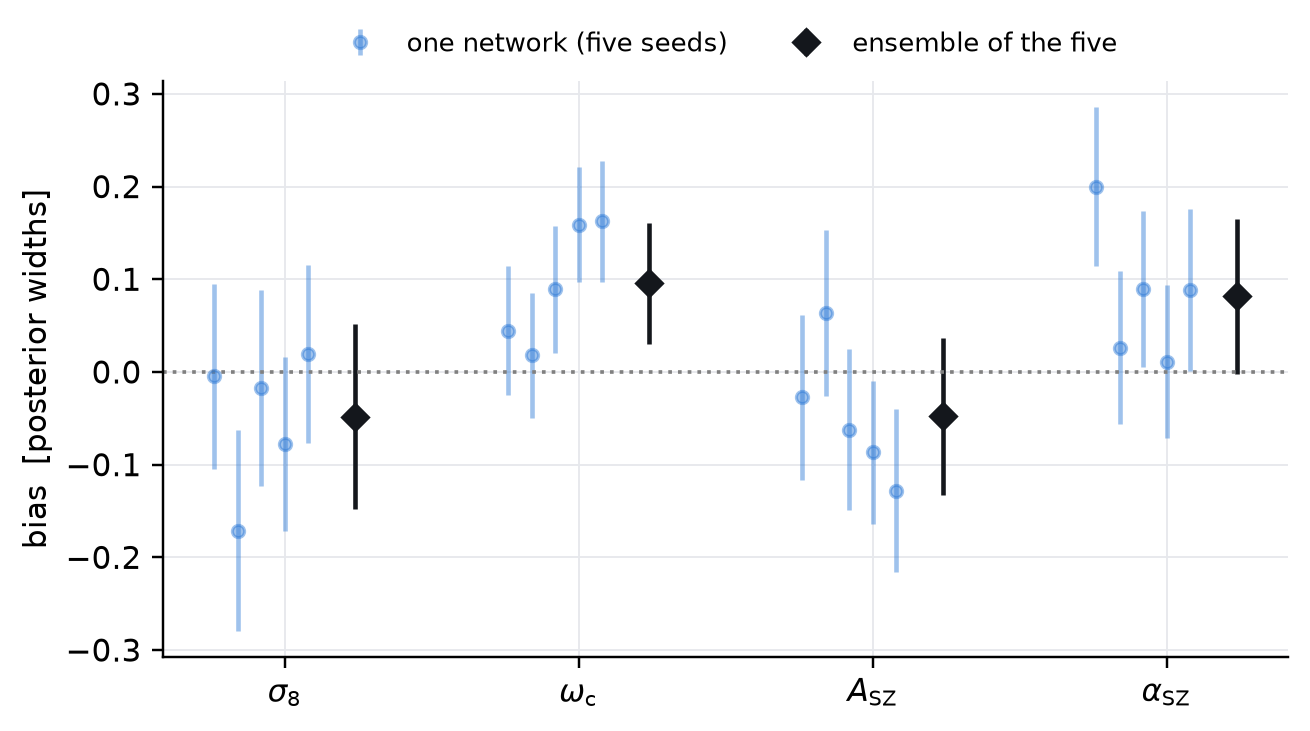 one network (five seeds)
ensemble of the five
bias [posterior widths]
0.3
0.2
0.1
0.0
−0.1
−0.2
−0.3
σ8
ωc
ASZ
αSZ